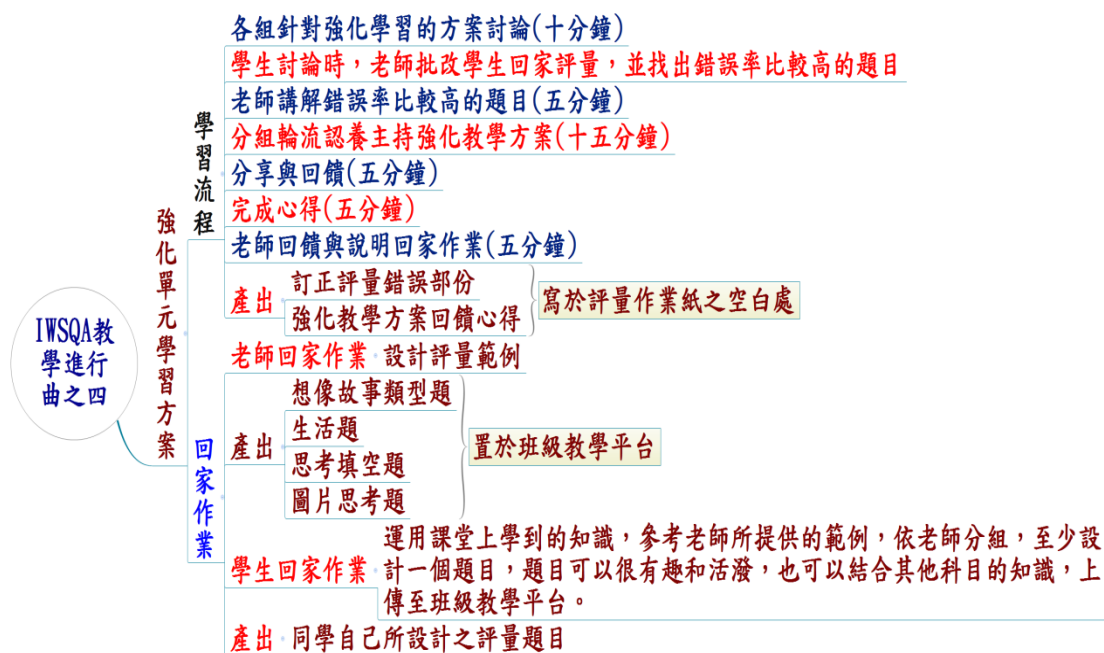 IWSQA教
學進行
曲之四
強化單元學習方案
學習流程
各組針對強化學習的方案討論(十分鐘)
學生討論時，老師批改學生回家評量，並找出錯誤率比較高的題目
老師講解錯誤率比較高的題目(五分鐘)
分組輪流認養主持強化教學方案(十五分鐘)
分享與回饋(五分鐘)
完成心得(五分鐘)
老師回饋與說明回家作業(五分鐘)
產出
訂正評量錯誤部份
強化教學方案回饋心得
寫於評量作業紙之空白處
回家作業
老師回家作業
設計評量範例
產出
想像故事類型題
生活題
思考填空題
圖片思考題
置於班級教學平台
學生回家作業
運用課堂上學到的知識，參考老師所提供的範例，依老師分組，至少設
計一個題目，題目可以很有趣和活潑，也可以結合其他科目的知識，上
傳至班級教學平台。
產出
同學自己所設計之評量題目